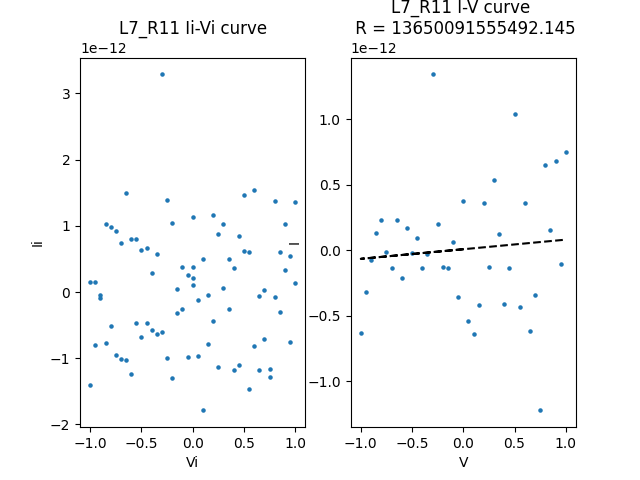 L7_R11 Ii-Vi curve
1e−12
Ii
3
2
1
0
−1
−2
−1.0 −0.5 0.0 0.5 1.0
Vi
L7_R11 I-V curve
R = 13650091555492.145
1e−12
I
1.0
0.5
0.0
−0.5
−1.0
−1.0 −0.5 0.0 0.5 1.0
V